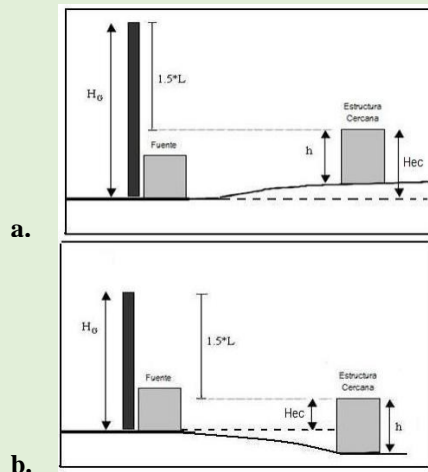 H_G
1.5*L
Fuente
Estructura
Cercana
h
Hec
a.
H_G
1.5*L
Fuente
Estructura
Cercana
Hec
h
b.